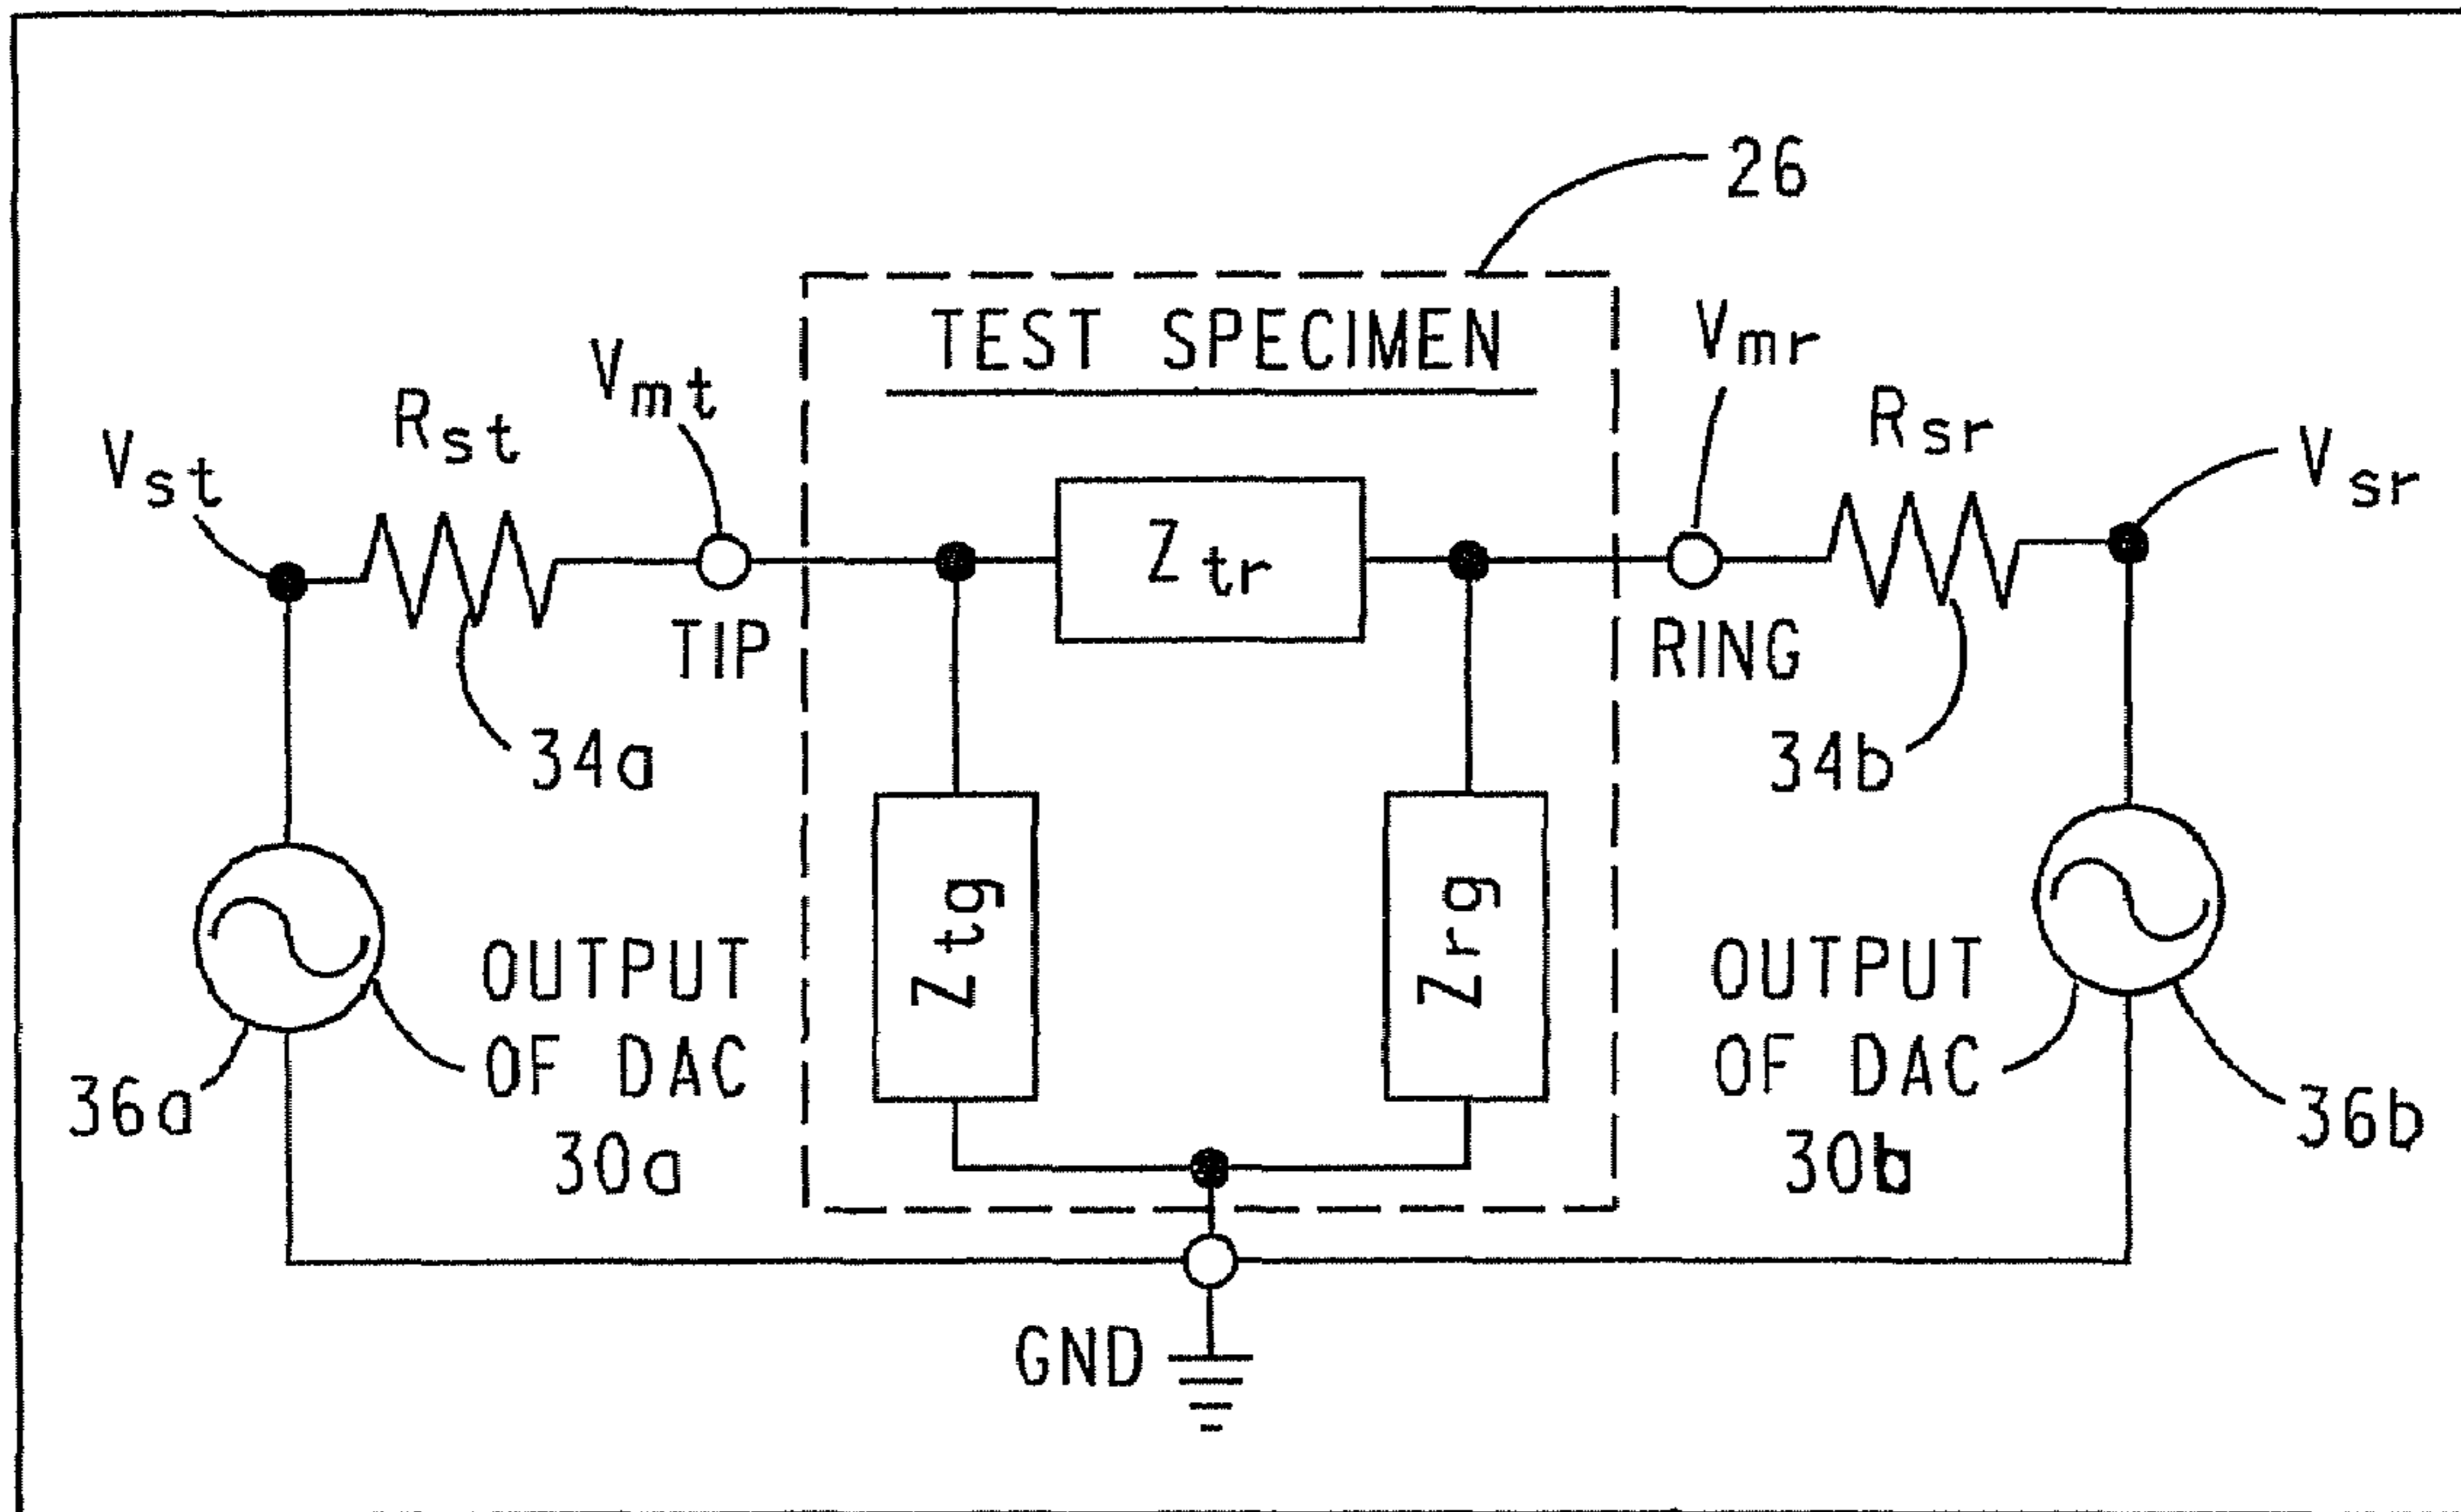 26
TEST SPECIMEN
Vmr
Vmt
Rst
Rsr
Vst
Vsr
Ztr
TIP
RING
34a
34b
Ztg
Zrg
OUTPUT
OF DAC
30a
OUTPUT
OF DAC
30b
36a
36b
GND